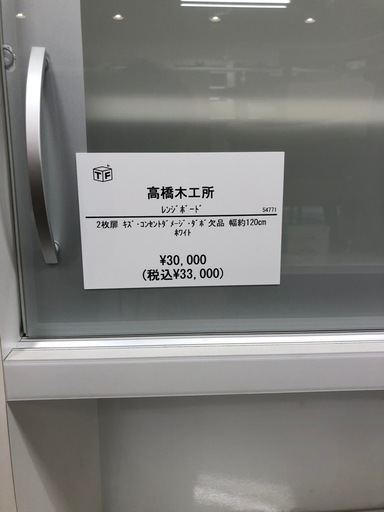 TF
高橋木工所
ﾚﾝｼﾞﾎﾞｰﾄﾞ 54771
2枚扉 ｷｽﾞ･ｺﾝｾﾝﾄﾀﾞﾒｰｼﾞ･ﾀﾞﾎﾞ欠品 幅約120cm
ﾎﾜｲﾄ
¥30,000
(税込¥33,000)